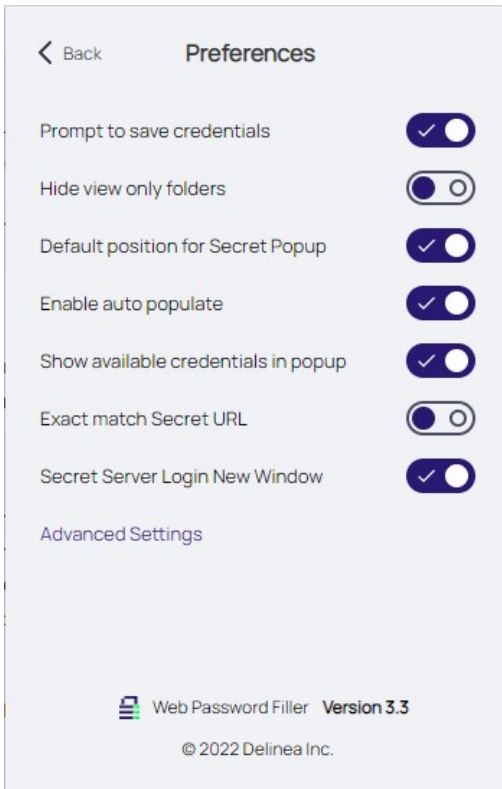 Back Preferences
Prompt to save credentials
Hide view only folders
Default position for Secret Popup
Enable auto populate
Show available credentials in popup
Exact match Secret URL
Secret Server Login New Window
Advanced Settings
Web Password Filler Version 3.3
© 2022 Delinea Inc.